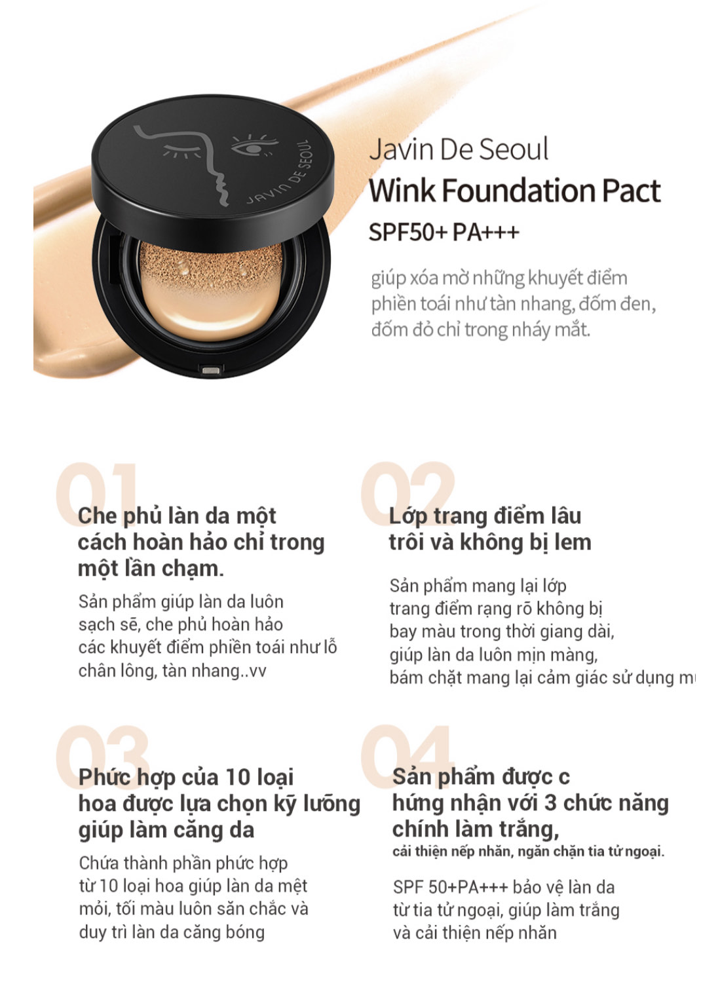 JAVIN DE SEOUL
Javin De Seoul
Wink Foundation Pact
SPF50+ PA+++
giúp xóa mờ những khuyết điểm
phiền toái như tàn nhang, đốm đen,
đốm đỏ chỉ trong nháy mắt.
01
Che phủ làn da một
cách hoàn hảo chỉ trong
một lần chạm.
Sản phẩm giúp làn da luôn
sạch sẽ, che phủ hoàn hảo
các khuyết điểm phiền toái như lỗ
chân lông, tàn nhang..vv
02
Lớp trang điểm lâu
trôi và không bị lem
Sản phẩm mang lại lớp
trang điểm rạng rõ không bị
bay màu trong thời giang dài,
giúp làn da luôn mịn màng,
bám chặt mang lại cảm giác sử dụng
03
Phức hợp của 10 loại
hoa được lựa chọn kỹ lưỡng
giúp làm căng da
Chứa thành phần phức hợp
từ 10 loại hoa giúp làn da mệt
mỏi, tối màu luôn săn chắc và
duy trì làn da căng bóng
04
Sản phẩm được c
hứng nhận với 3 chức năng
chính làm trắng,
cải thiện nếp nhăn, ngăn chặn tia tử ngoại.
SPF 50+PA+++ bảo vệ làn da
từ tia tử ngoại, giúp làm trắng
và cải thiện nếp nhăn